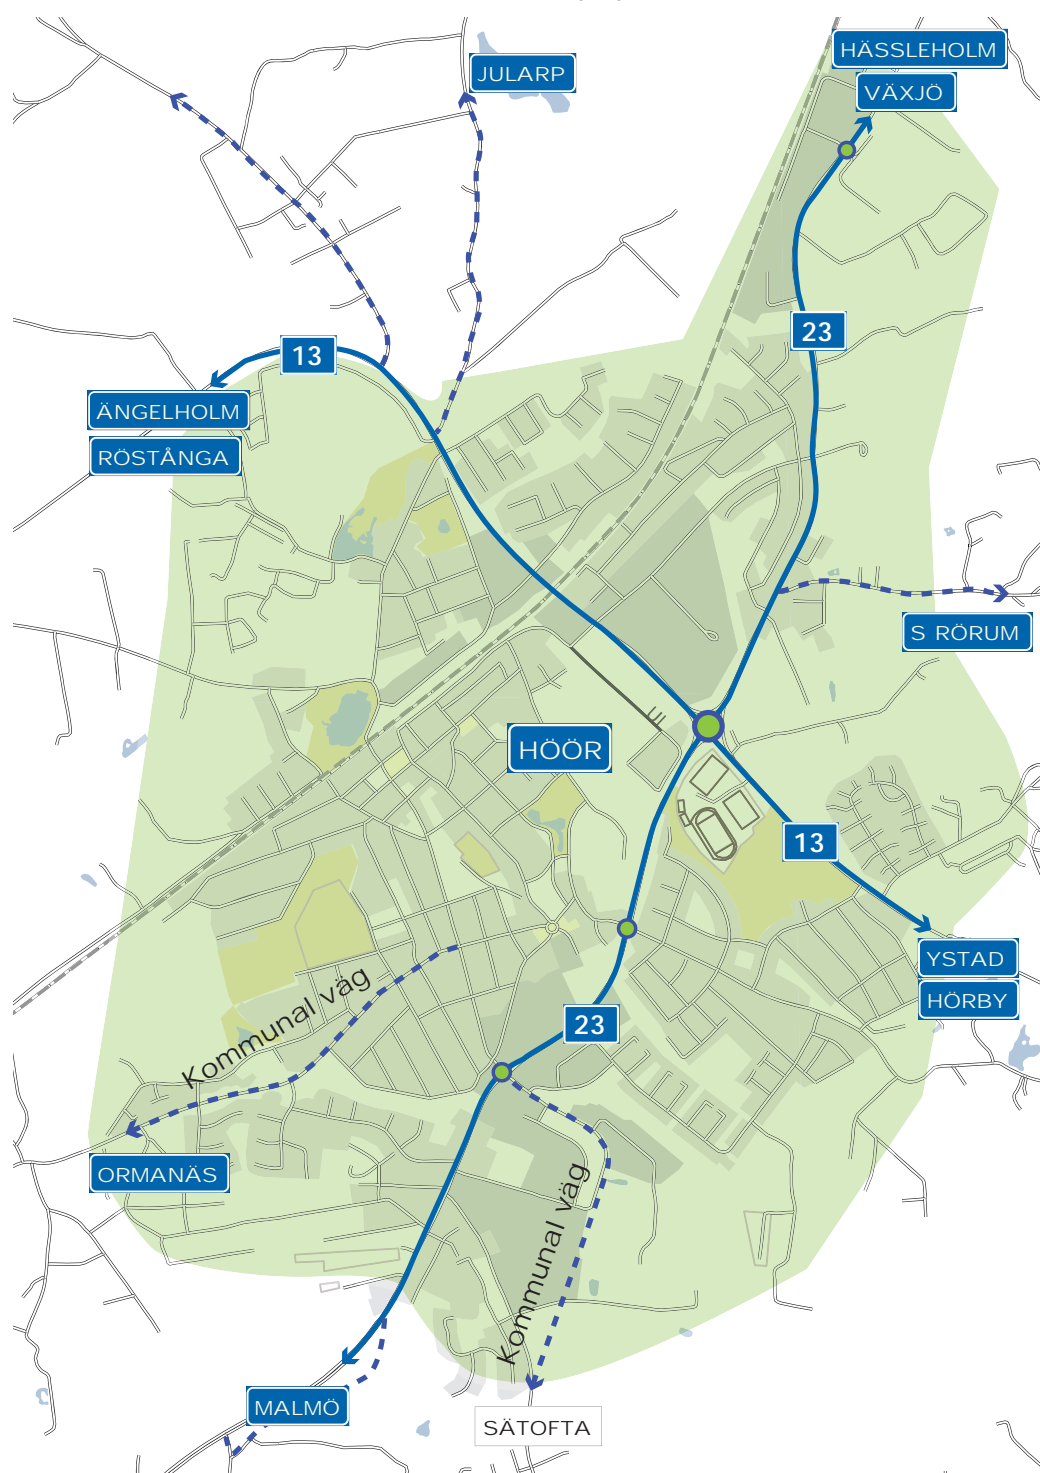 HÄSSLEHOLM
JULARP
VÄXJÖ
23
13
ÄNGELHOLM
RÖSTÅNGA
S RÖRUM
HÖÖR
13
YSTAD
HÖRBY
Kommunal väg
23
ORMANÄS
Kommunal väg
MALMÖ
SÄTOFTA